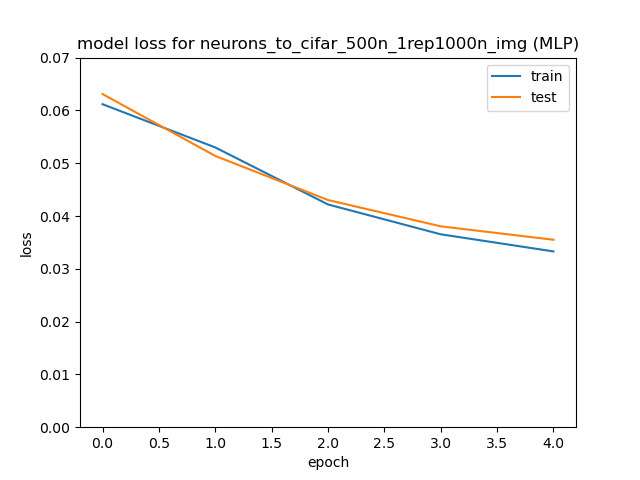 model loss for neurons_to_cifar_500n_1rep1000n_img (MLP)
0.07
0.06
0.05
0.04
0.03
0.02
0.01
0.00
loss
train
test
0.0 0.5 1.0 1.5 2.0 2.5 3.0 3.5 4.0
epoch